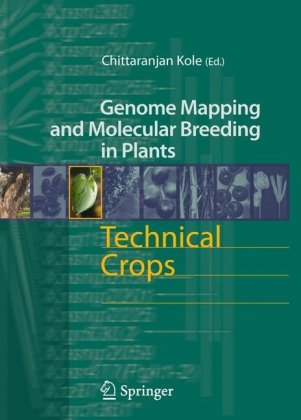 Chittaranjan Kole (Ed.)
Genome Mapping
and Molecular Breeding
in Plants
Technical
Crops
Springer